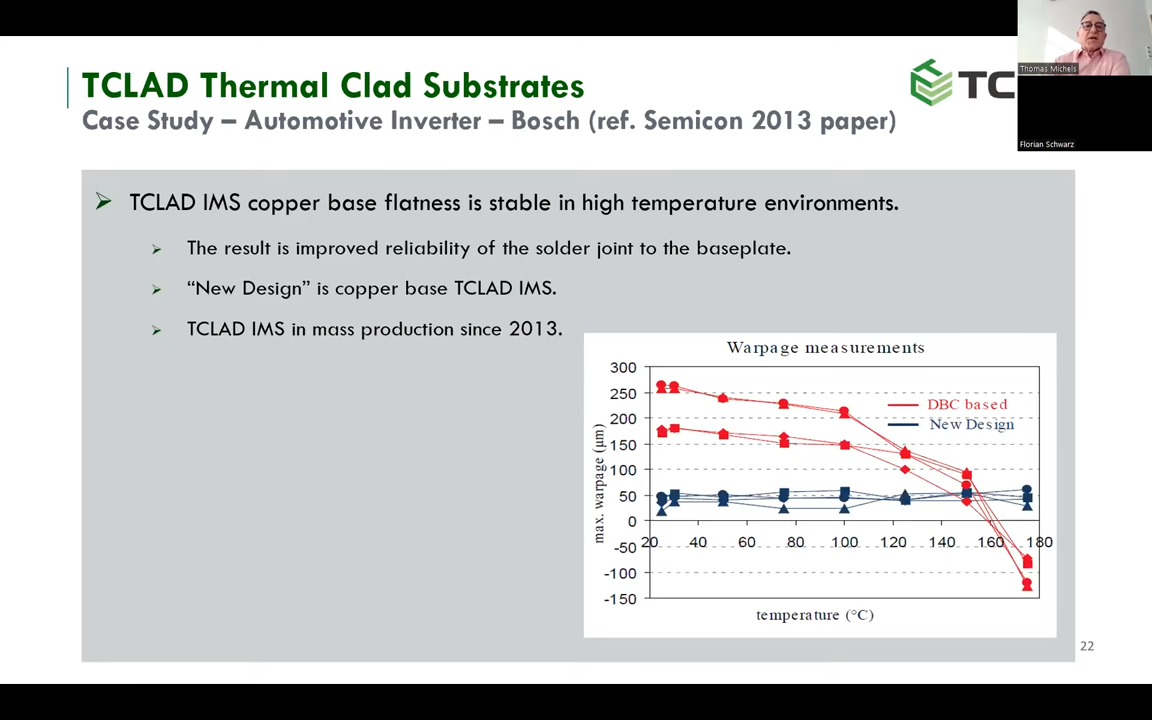 TCLAD Thermal Clad Substrates
Case Study – Automotive Inverter – Bosch (ref. Semicon 2013 paper)
TC
Thomas Michels
Florian Schwarz
TCLAD IMS copper base flatness is stable in high temperature environments.
The result is improved reliability of the solder joint to the baseplate.
“New Design” is copper base TCLAD IMS.
TCLAD IMS in mass production since 2013.
Warpage measurements
max. warpage (μm)
300
250
200
150
100
50
0
-50
-100
-150
DBC based
New Design
20 40 60 80 100 120 140 160 180
temperature (°C)
22